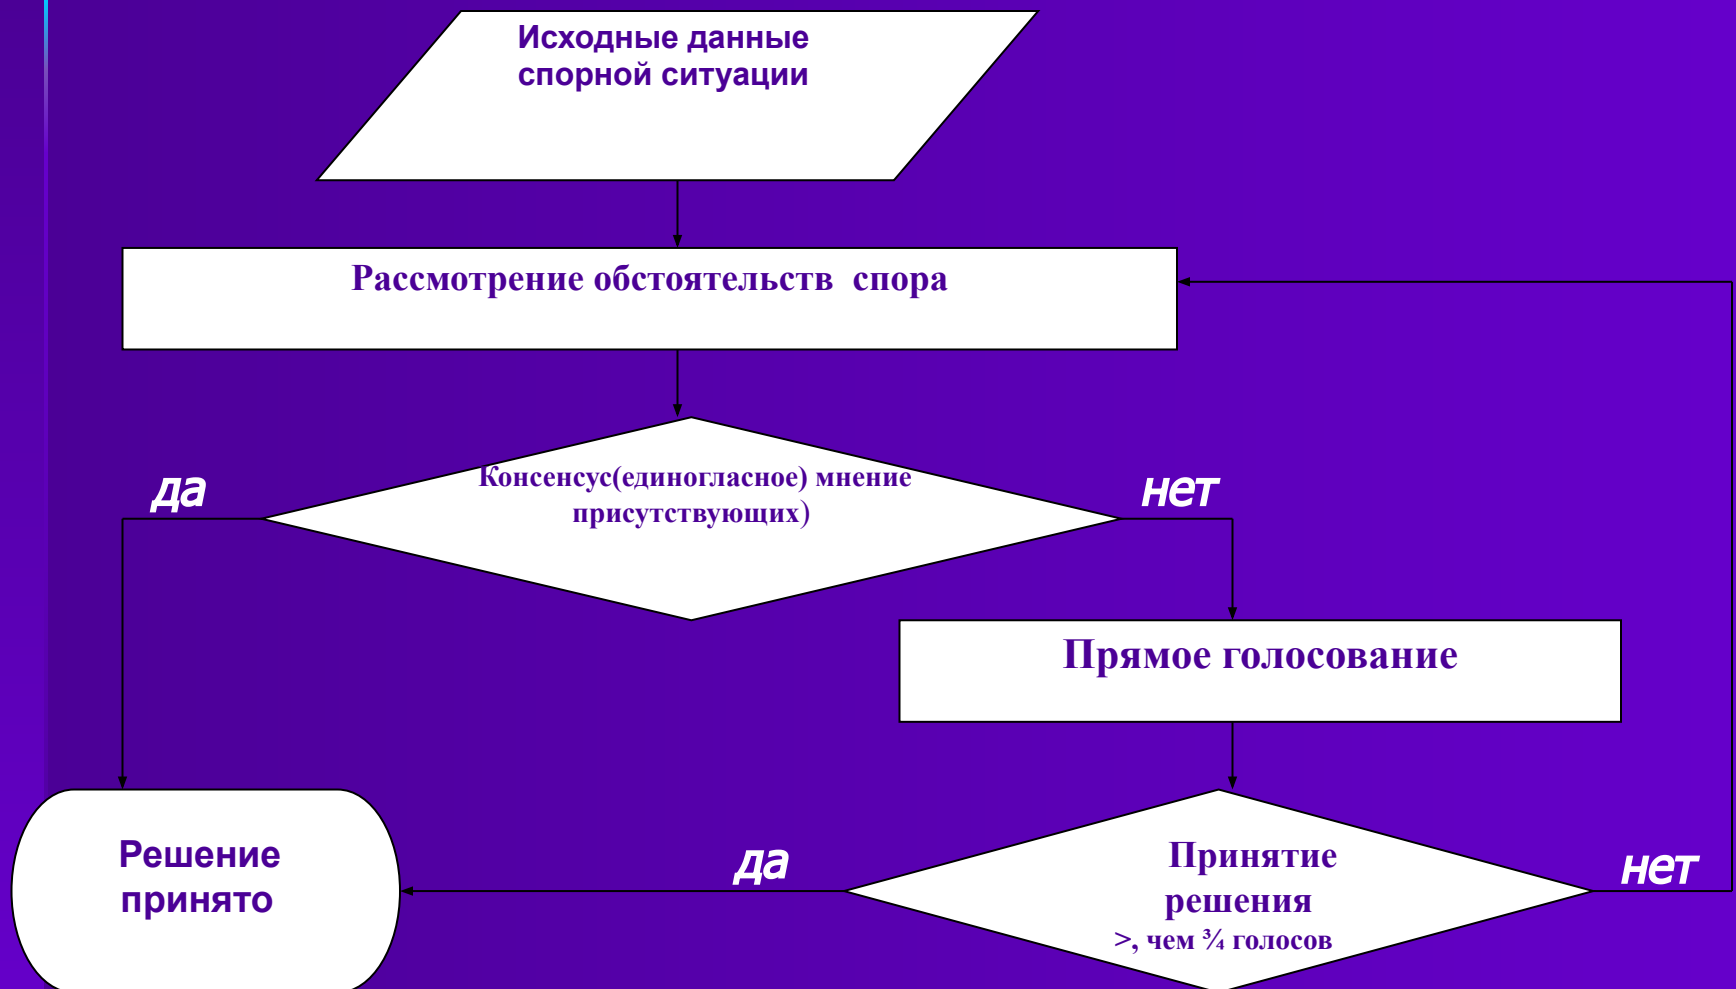 Исходные данные
спорной ситуации
Рассмотрение обстоятельств  спора
Консенсус(единогласное) мнение
присутствующих)
да
нет
Прямое голосование
Решение
принято
да
Принятие
решения
>, чем ¾ голосов
нет